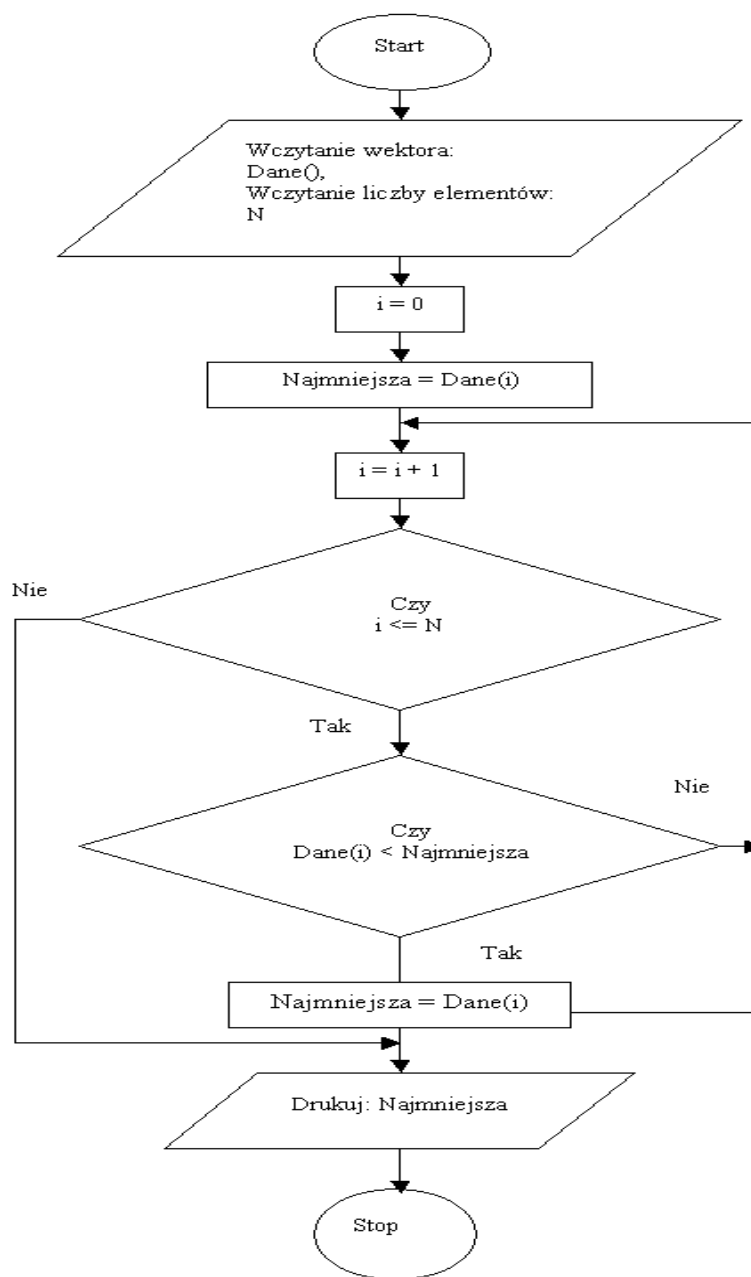 Start
Wczytanie wektora:
Dane(),
Wczytanie liczby elementów:
N
i = 0
Najmniejsza = Dane(i)
i = i + 1
Nie
Czy
i <= N
Tak
Nie
Czy
Dane(i) < Najmniejsza
Tak
Najmniejsza = Dane(i)
Drukuj: Najmniejsza
Stop